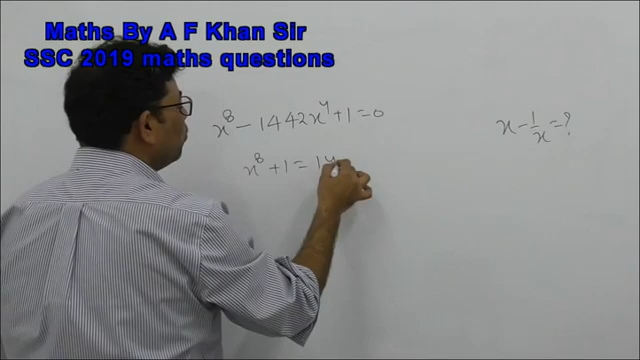 Maths By A F Khan Sir
SSC 2019 maths questions
x⁸ - 1442x⁴ + 1 = 0
x - 1/x = ?
x⁸ + 1 = 14